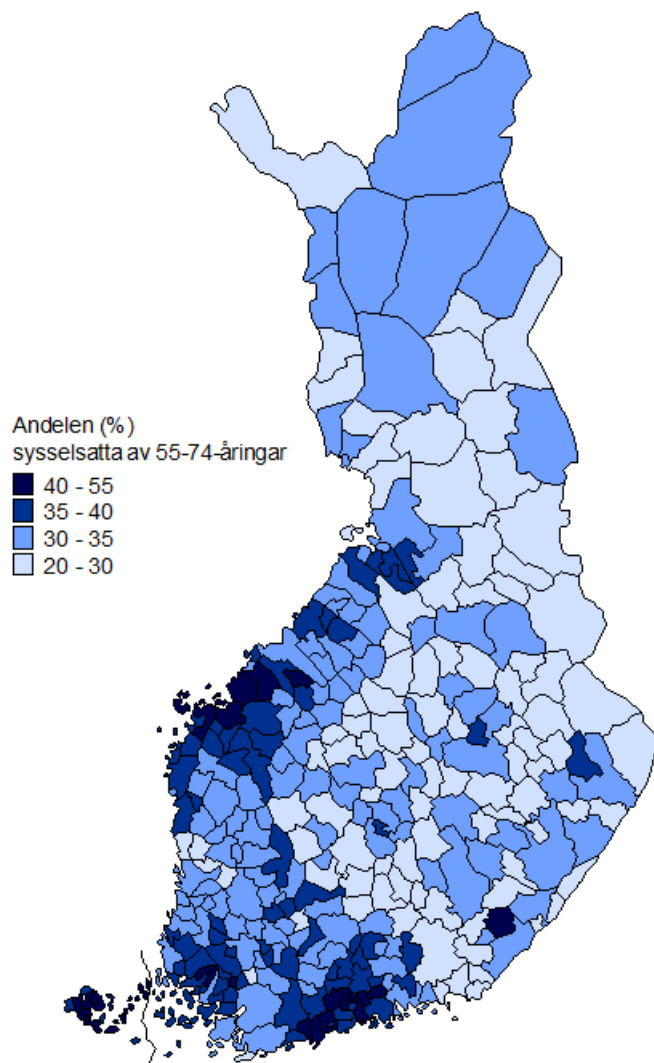 Andelen (%)
sysselsatta av 55-74-åringar
40 - 55
35 - 40
30 - 35
20 - 30